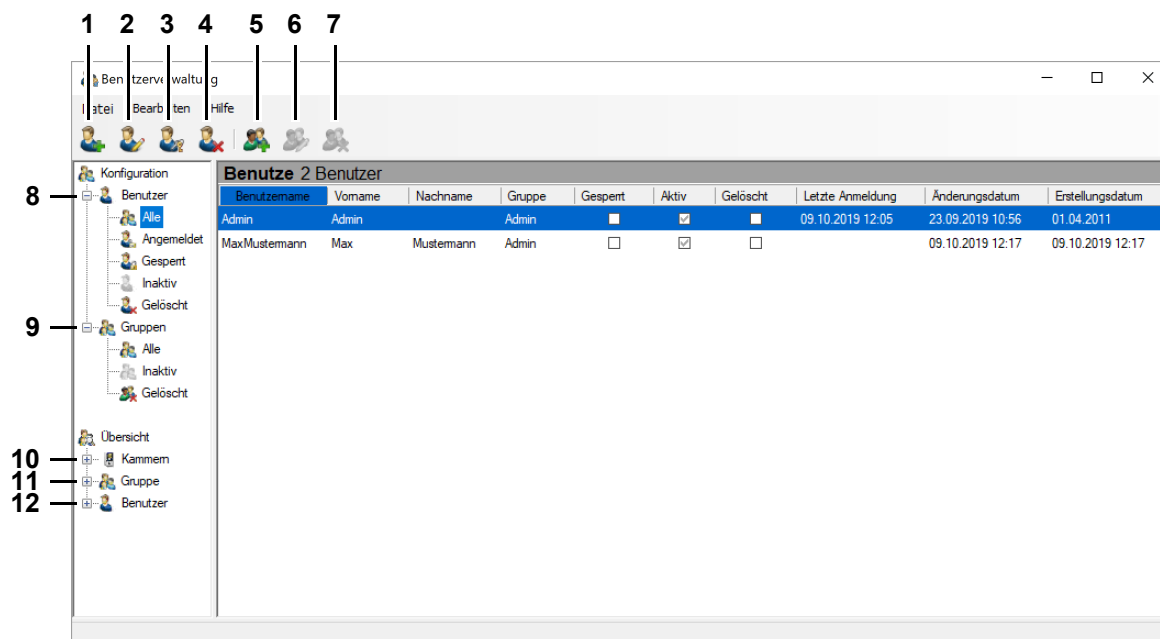 1 2 3 4 5 6 7
Benutzerverwaltung
Datei Bearbeiten Hilfe
Konfiguration
8 Benutzer
Alle
Angemeldet
Gesperrt
Inaktiv
Gelöscht
9 Gruppen
Alle
Inaktiv
Gelöscht
Übersicht
10 Kammern
11 Gruppe
12 Benutzer
Benutze 2 Benutzer
Benutzername Vorname Nachname Gruppe Gesperrt Aktiv Gelöscht Letzte Anmeldung Änderungsdatum Erstellungsdatum
Admin Admin Admin 09.10.2019 12:05 23.09.2019 10:56 01.04.2011
MaxMustermann Max Mustermann Admin 09.10.2019 12:17 09.10.2019 12:17